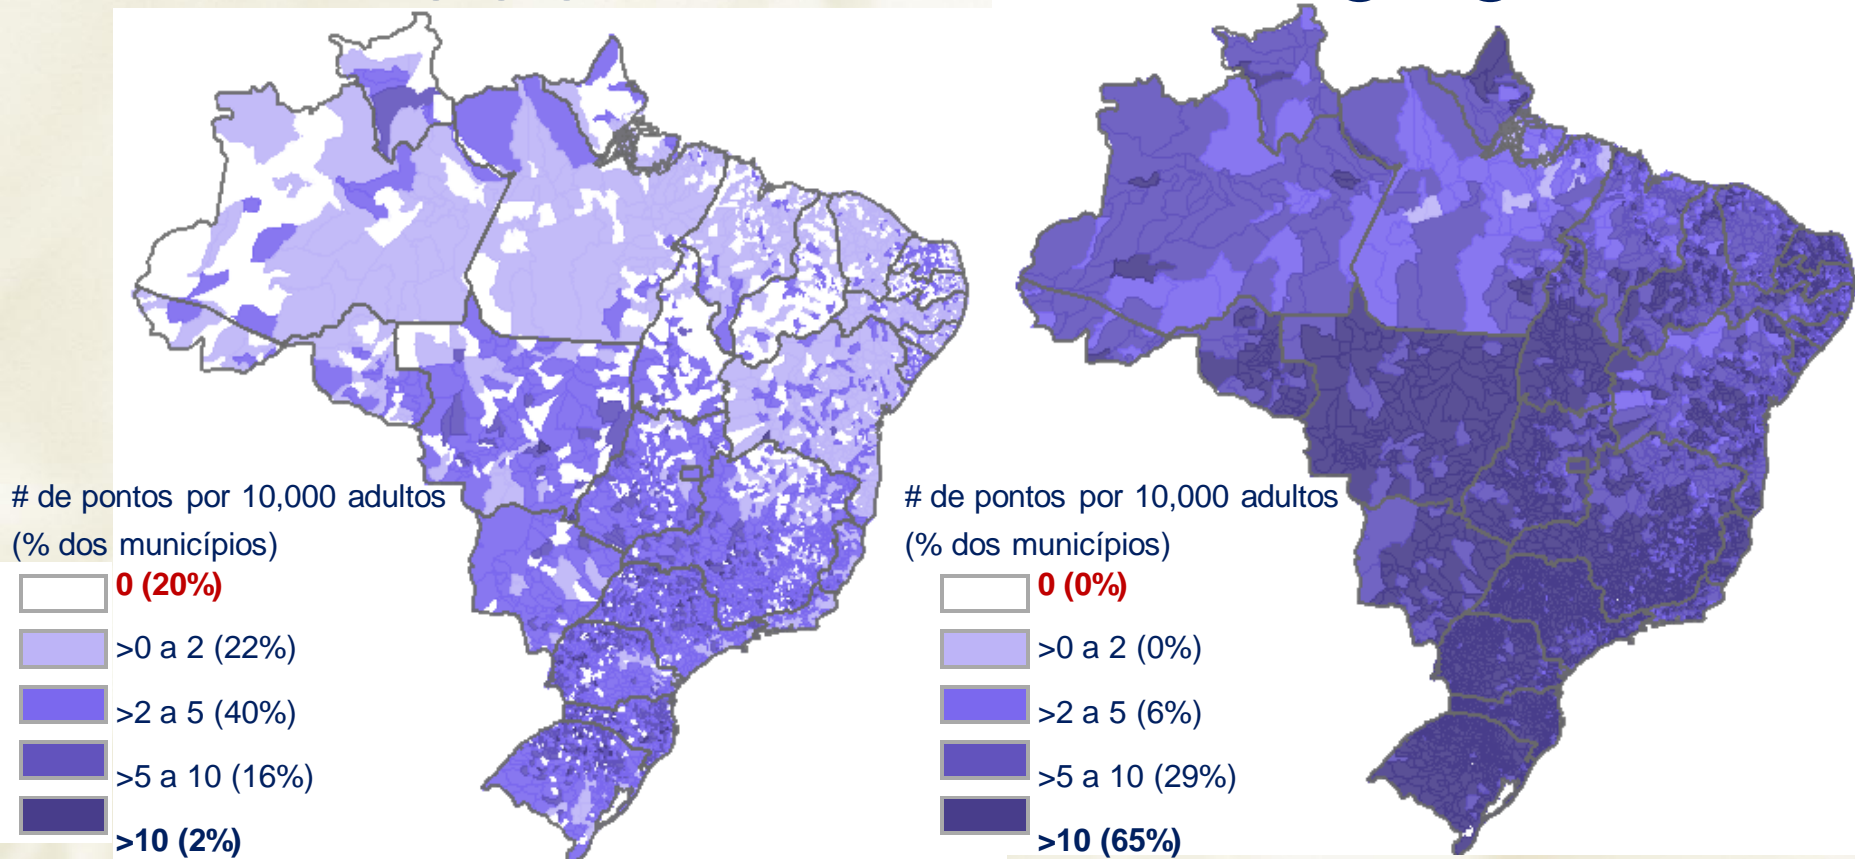 # de pontos por 10,000 adultos
(% dos municípios)
0 (20%)
>0 a 2 (22%)
>2 a 5 (40%)
>5 a 10 (16%)
>10 (2%)
# de pontos por 10,000 adultos
(% dos municípios)
0 (0%)
>0 a 2 (0%)
>2 a 5 (6%)
>5 a 10 (29%)
>10 (65%)